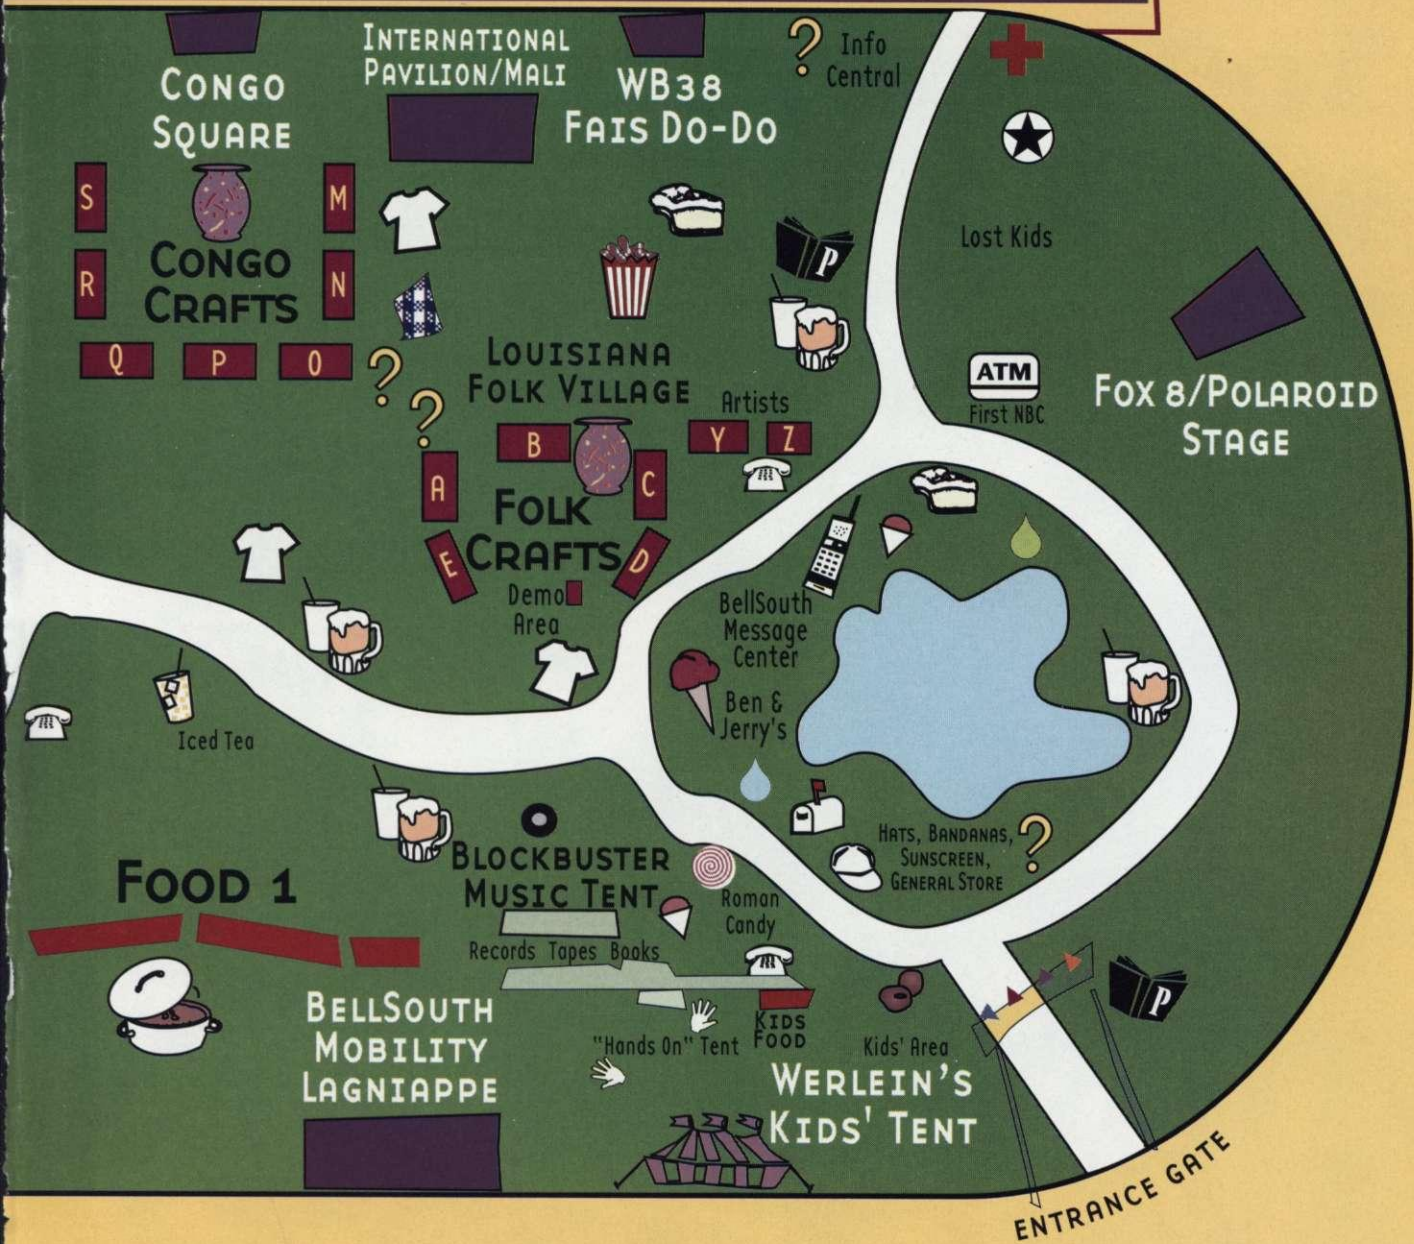 Congo
Square
International
Pavilion/Mali
WB38
Fais Do-Do
?
Info
Central
S
M
R
N
Congo
Crafts
Q
P
O
?
?
P
Lost Kids
Louisiana
Folk Village
Artists
B
Y
Z
A
C
Folk
Crafts
E
D
Demo
Area
ATM
First NBC
Fox 8/Polaroid
Stage
BellSouth
Message
Center
Ben &
Jerry's
Iced Tea
Hats, Bandanas,
Sunscreen,
General Store
?
Food 1
Blockbuster
Music Tent
Roman
Candy
Records Tapes Books
BellSouth
Mobility
Lagniappe
"Hands On" Tent
Kids
Food
Kids' Area
P
Werlein's
Kids' Tent
Entrance Gate